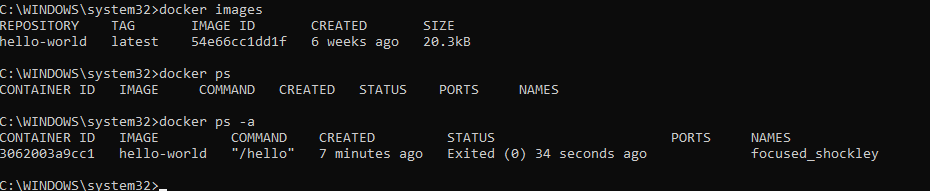 C:\WINDOWS\system32>docker images
REPOSITORY    TAG       IMAGE ID       CREATED       SIZE
hello-world   latest    54e66cc1dd1f   6 weeks ago   20.3kB
C:\WINDOWS\system32>docker ps
CONTAINER ID   IMAGE     COMMAND   CREATED   STATUS    PORTS     NAMES
C:\WINDOWS\system32>docker ps -a
CONTAINER ID   IMAGE         COMMAND    CREATED         STATUS                      PORTS     NAMES
3062003a9cc1   hello-world   "/hello"   7 minutes ago   Exited (0) 34 seconds ago             focused_shockley
C:\WINDOWS\system32>_